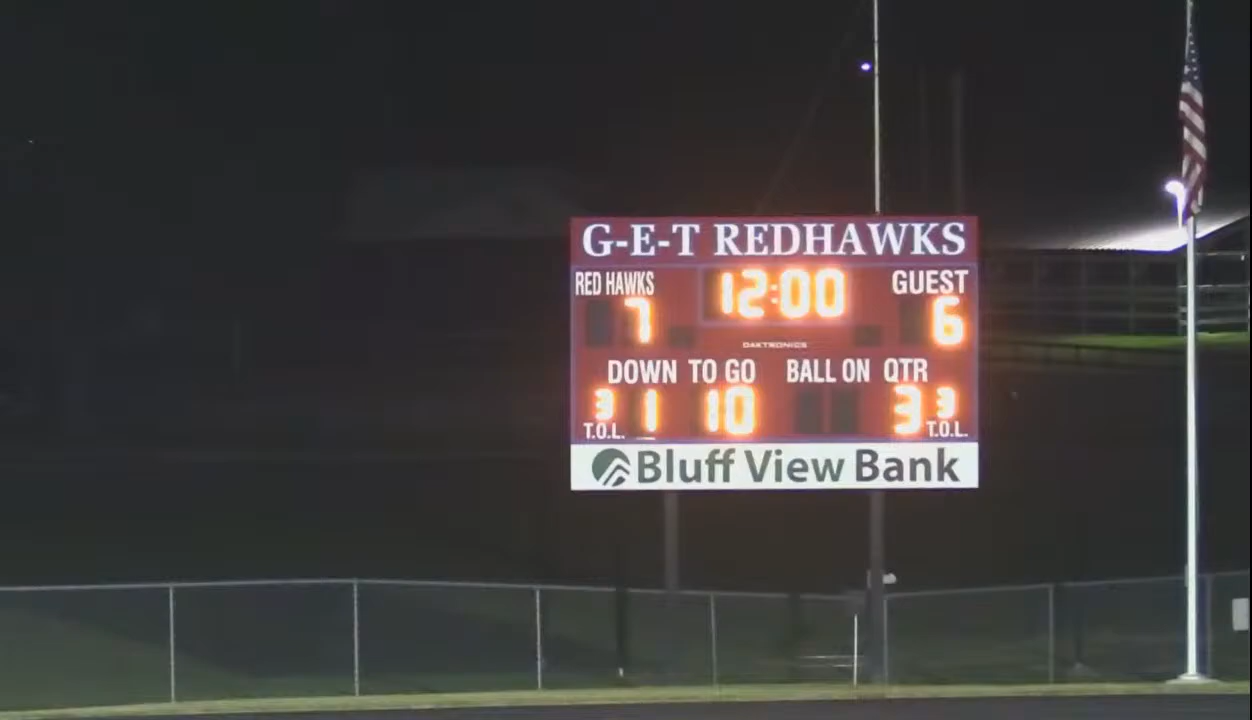 G-E-T REDHAWKS
RED HAWKS 12:00 GUEST
7 6
DAKTRONICS
DOWN TO GO BALL ON QTR
3 1 10 3 3
T.O.L. T.O.L.
Bluff View Bank